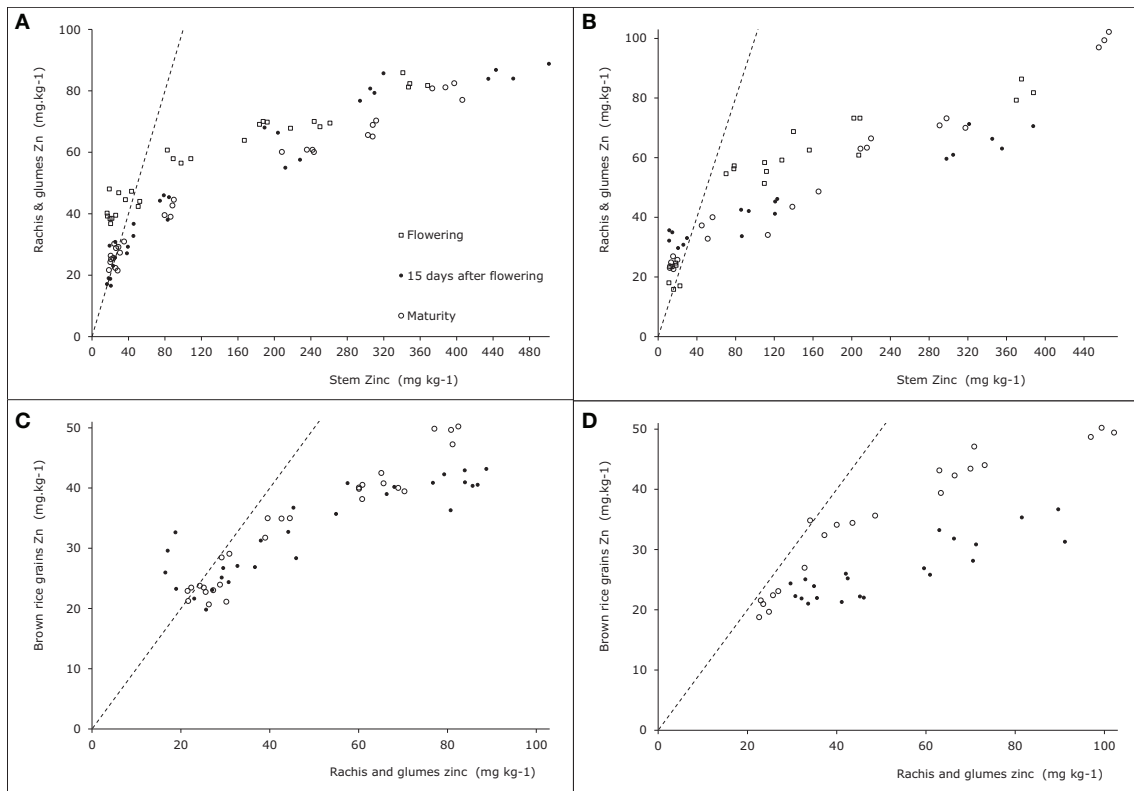 A
Rachis & glumes Zn (mg.kg-1)
100
80
60
40
20
0
0 40 80 120 160 200 240 280 320 360 400 440 480
Stem Zinc (mg kg-1)
Flowering
15 days after flowering
Maturity
B
Rachis & glumes Zn (mg.kg-1)
100
80
60
40
20
0
0 40 80 120 160 200 240 280 320 360 400 440
Stem Zinc (mg kg-1)
C
Brown rice grains Zn (mg.kg-1)
50
40
30
20
10
0
0 20 40 60 80 100
Rachis and glumes zinc (mg kg-1)
D
Brown rice grains Zn (mg.kg-1)
50
40
30
20
10
0
0 20 40 60 80 100
Rachis and glumes zinc (mg kg-1)